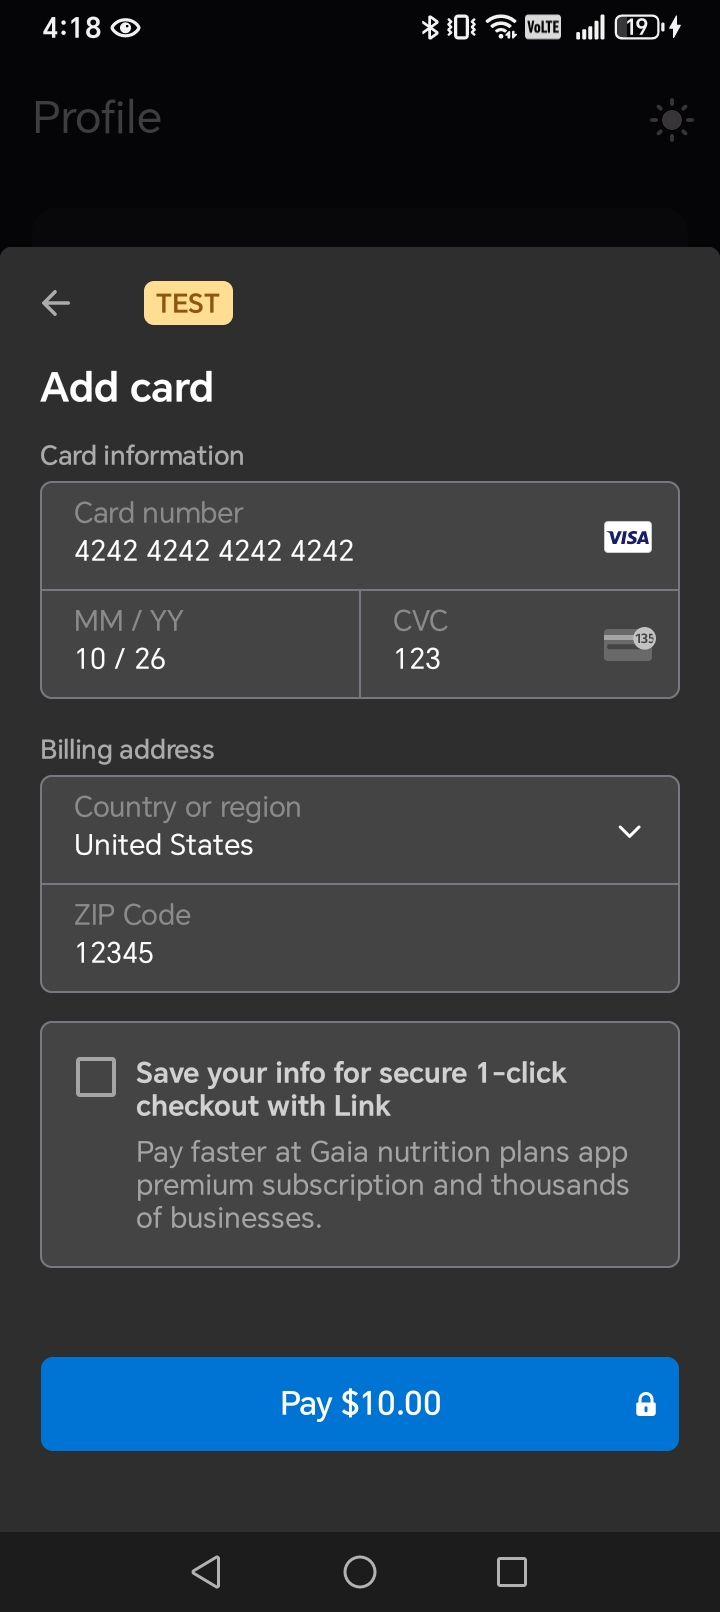 4:18
VoLTE
19
Profile
TEST
Add card
Card information
Card number
4242 4242 4242 4242
VISA
MM / YY
CVC
10 / 26
123
135
Billing address
Country or region
United States
ZIP Code
12345
Save your info for secure 1-click
checkout with Link
Pay faster at Gaia nutrition plans app
premium subscription and thousands
of businesses.
Pay $10.00